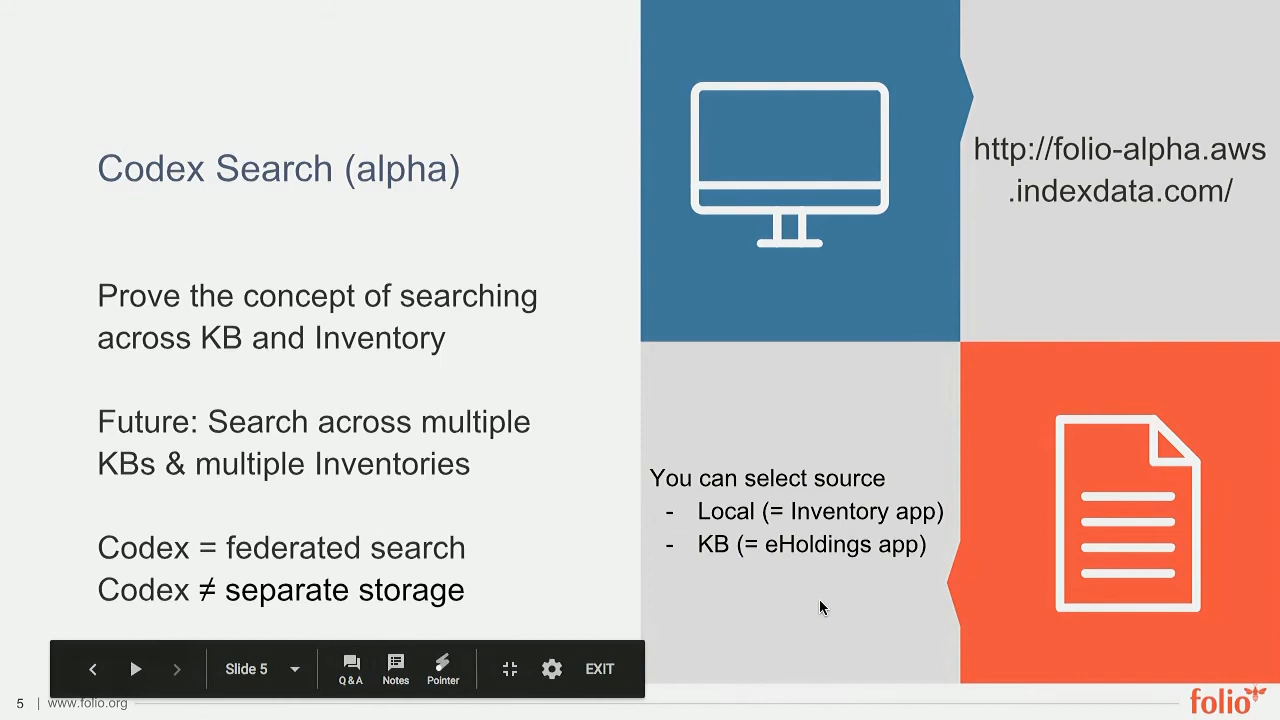 Codex Search (alpha)
Prove the concept of searching
across KB and Inventory
Future: Search across multiple
KBs & multiple Inventories
Codex = federated search
Codex ≠ separate storage
http://folio-alpha.aws
.indexdata.com/
You can select source
- Local (= Inventory app)
- KB (= eHoldings app)
Slide 5
Q&A
Notes
Pointer
EXIT
5 | www.folio.org
folio